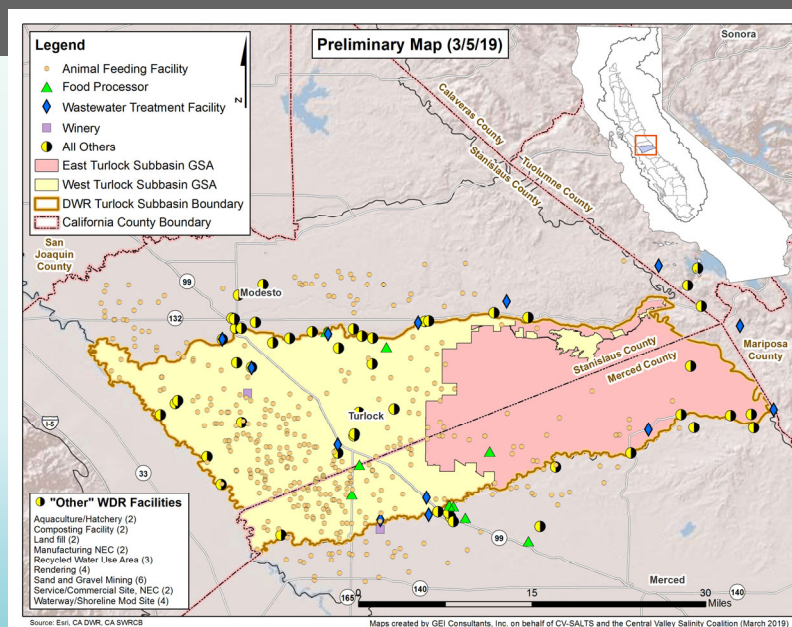 Preliminary Map (3/5/19)
Legend
N
Animal Feeding Facility
Food Processor
Wastewater Treatment Facility
Winery
All Others
East Turlock Subbasin GSA
West Turlock Subbasin GSA
DWR Turlock Subbasin Boundary
California County Boundary
Sonora
Calaveras County
Stanislaus County
Tuolumne County
San
Joaquin
County
99
Modesto
132
Mariposa
County
Stanislaus County
Merced County
Turlock
I-5
33
99
Merced
140
140
165
0
15
30
Miles
"Other" WDR Facilities
Aquaculture/Hatchery (2)
Composting Facility (2)
Land fill (2)
Manufacturing NEC (2)
Recycled Water Use Area (3)
Rendering (4)
Sand and Gravel Mining (6)
Service/Commercial Site, NEC (2)
Waterway/Shoreline Mod Site (4)
Source: Esri, CA DWR, CA SWRCB
Maps created by GEI Consultants, Inc. on behalf of CV-SALTS and the Central Valley Salinity Coalition (March 2019)